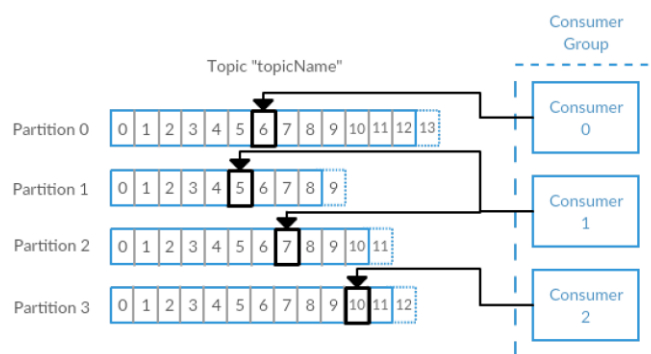 Consumer
Group
Topic "topicName"
Partition 0 0 1 2 3 4 5 6 7 8 9 10 11 12 13
Consumer
0
Partition 1 0 1 2 3 4 5 6 7 8 9
Consumer
1
Partition 2 0 1 2 3 4 5 6 7 8 9 10 11
Partition 3 0 1 2 3 4 5 6 7 8 9 10 11 12
Consumer
2